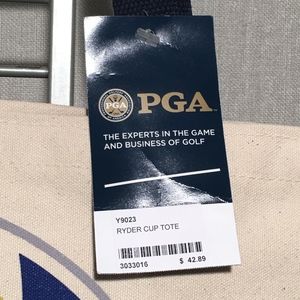 PGA
PGA
THE EXPERTS IN THE GAME
AND BUSINESS OF GOLF
Y9023
RYDER CUP TOTE
3033016 $ 42.89